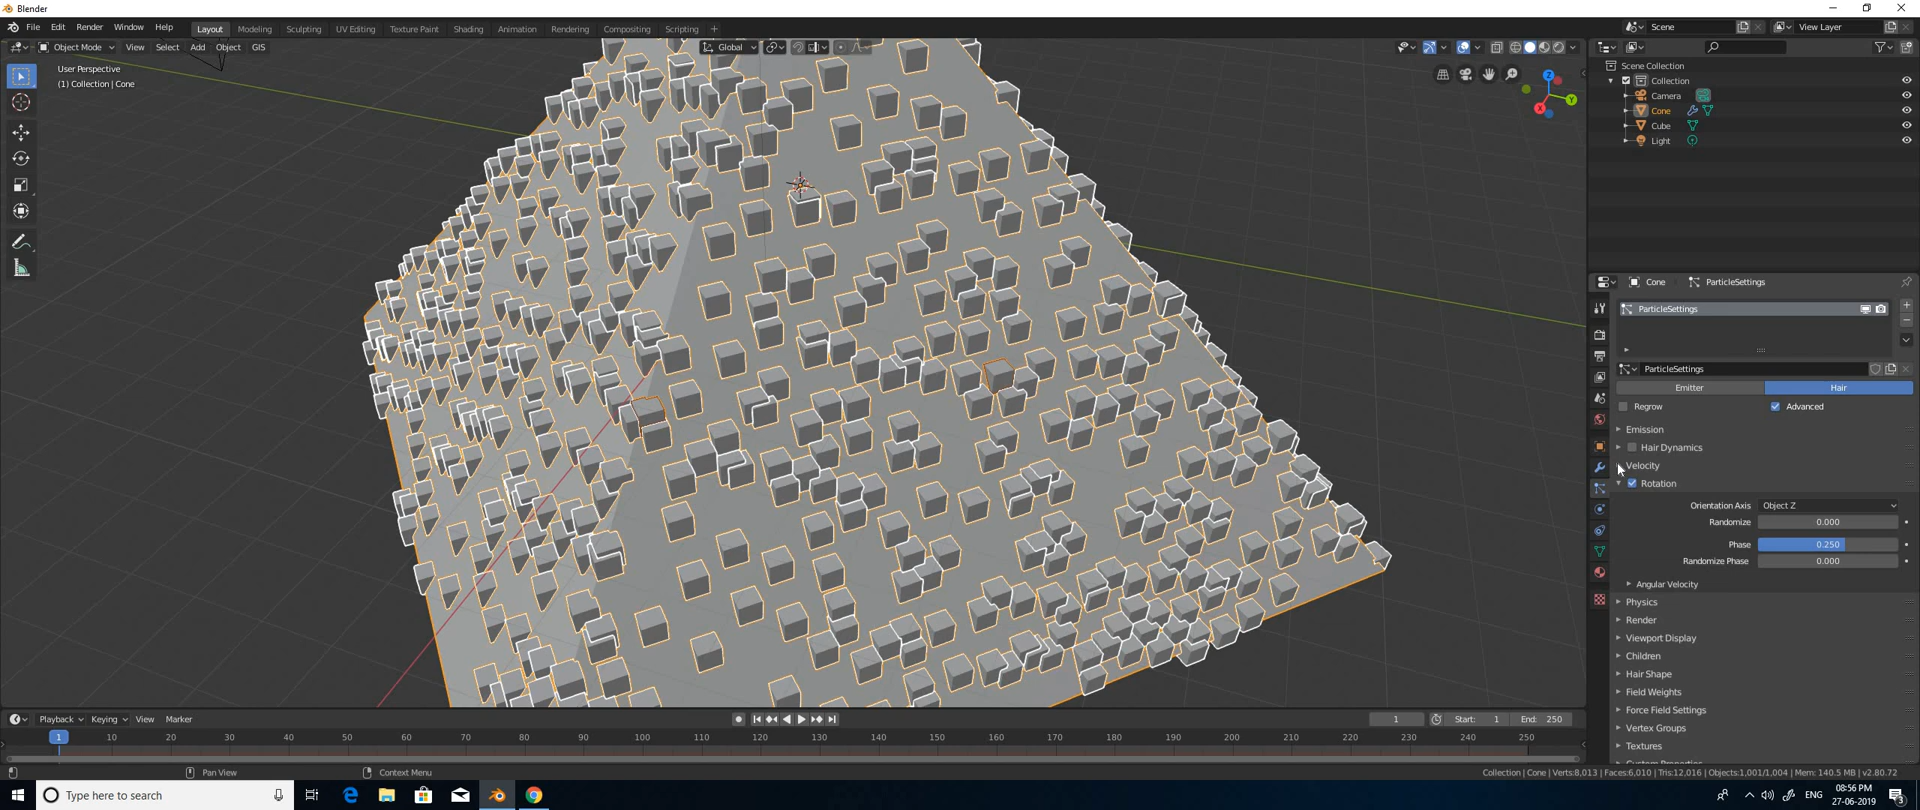 Blender
File Edit Render Window Help Layout Modeling Sculpting UV Editing Texture Paint Shading Animation Rendering Compositing Scripting + Scene View Layer
Object Mode View Select Add Object GIS Global
User Perspective
(1) Collection | Cone
Z
Y
X
Scene Collection
Collection
Camera
Cone
Cube
Light
Cone ParticleSettings
ParticleSettings
ParticleSettings
Emitter Hair
Regrow Advanced
Emission
Hair Dynamics
Velocity
Rotation
Orientation Axis Object Z
Randomize 0.000
Phase 0.250
Randomize Phase 0.000
Angular Velocity
Physics
Render
Viewport Display
Children
Hair Shape
Field Weights
Force Field Settings
Vertex Groups
Textures
Custom Properties
Playback Keying View Marker 1 Start: 1 End: 250
1 10 20 30 40 50 60 70 80 90 100 110 120 130 140 150 160 170 180 190 200 210 220 230 240 250
Pan View Context Menu Collection | Cone | Verts:8,013 | Faces:6,010 | Tris:12,016 | Objects:1,001/1,004 | Mem: 140.5 MB | v2.80.72
Type here to search ENG 08:56 PM
27-06-2019
3